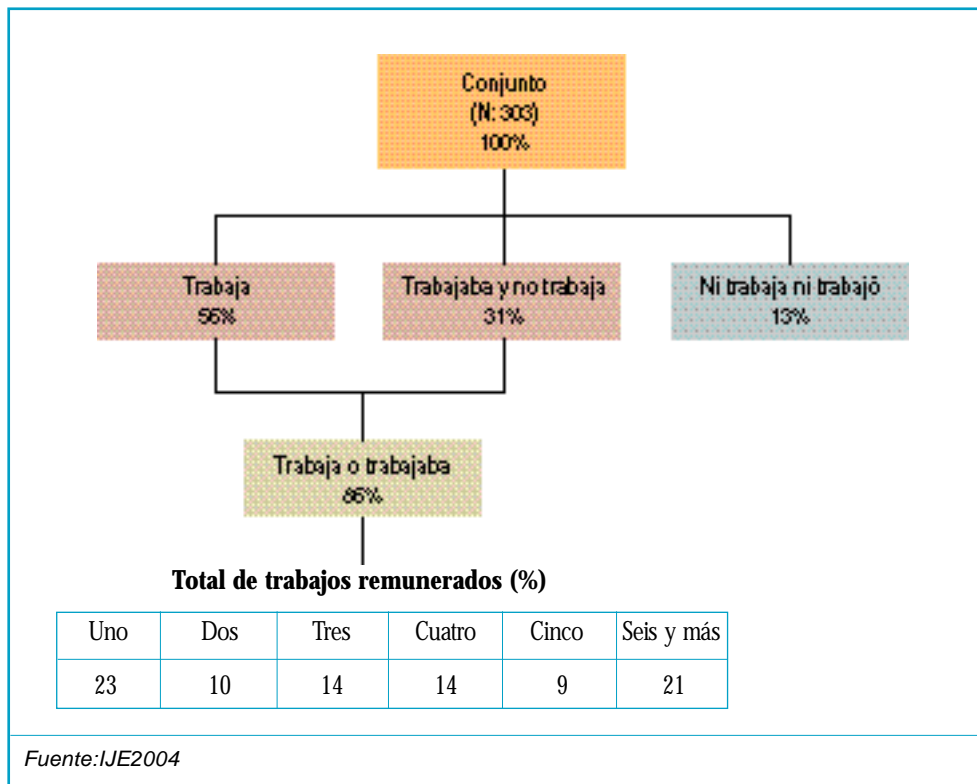 Conjunto
(N: 303)
100%
Trabaja
56%
Trabajaba y no trabaja
31%
Ni trabaja ni trabajó
13%
Trabaja o trabajaba
86%
Total de trabajos remunerados (%)
Uno Dos Tres Cuatro Cinco Seis y más
23 10 14 14 9 21
Fuente:IJE2004